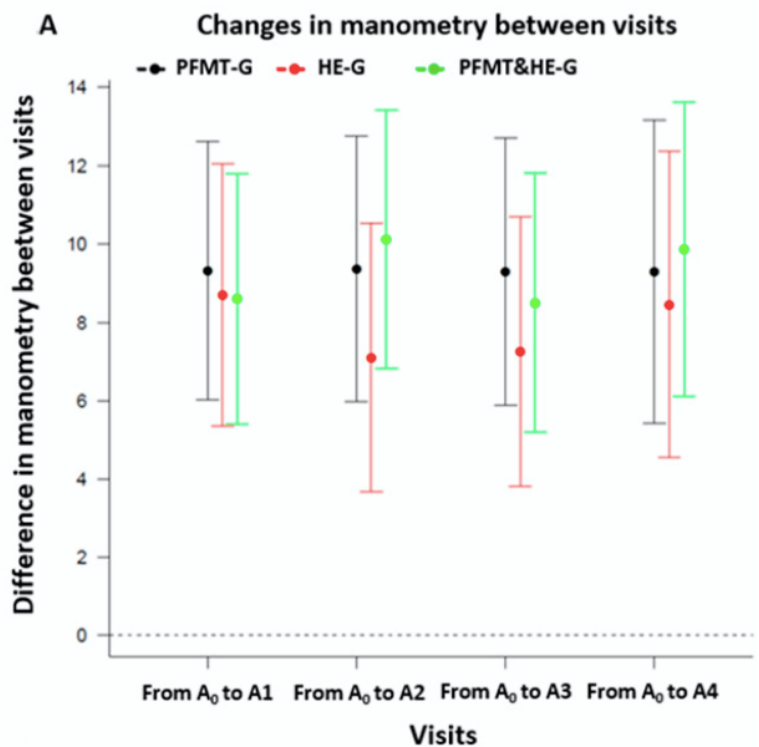 A
Changes in manometry between visits
PFMT-G HE-G PFMT&HE-G
Difference in manometry beetween visits
14
12
10
8
6
4
2
0
From A₀ to A1 From A₀ to A2 From A₀ to A3 From A₀ to A4
Visits